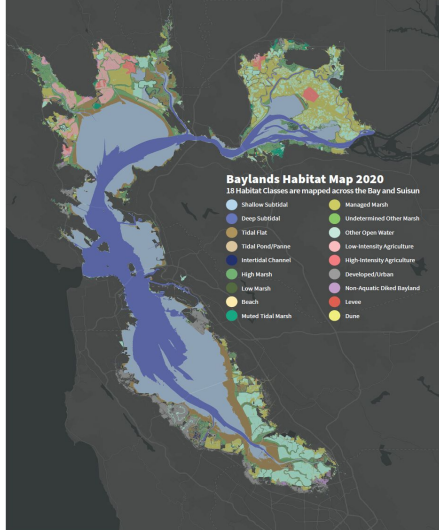 Baylands Habitat Map 2020
18 Habitat Classes are mapped across the Bay and Suisun
Shallow Subtidal
Deep Subtidal
Tidal Flat
Tidal Pond/Panne
Intertidal Channel
High Marsh
Low Marsh
Beach
Muted Tidal Marsh
Managed Marsh
Undetermined Other Marsh
Other Open Water
Low-Intensity Agriculture
High-Intensity Agriculture
Developed/Urban
Non-Aquatic Diked Bayland
Levee
Dune